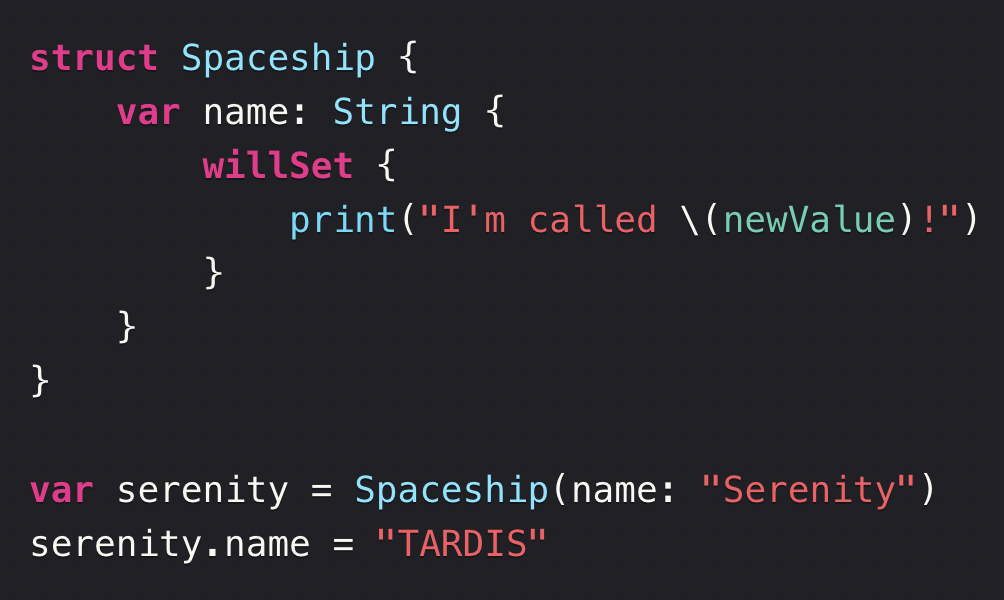 struct Spaceship {
    var name: String {
        willSet {
            print("I'm called \(newValue)!")
        }
    }
}

var serenity = Spaceship(name: "Serenity")
serenity.name = "TARDIS"